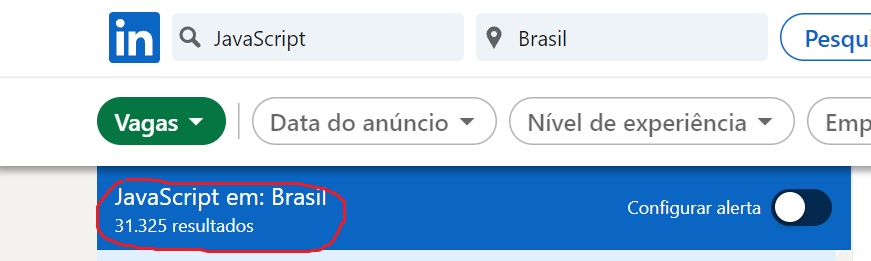 in
JavaScript
Brasil
Pesqui
Vagas
Data do anúncio
Nível de experiência
Emp
JavaScript em: Brasil
31.325 resultados
Configurar alerta